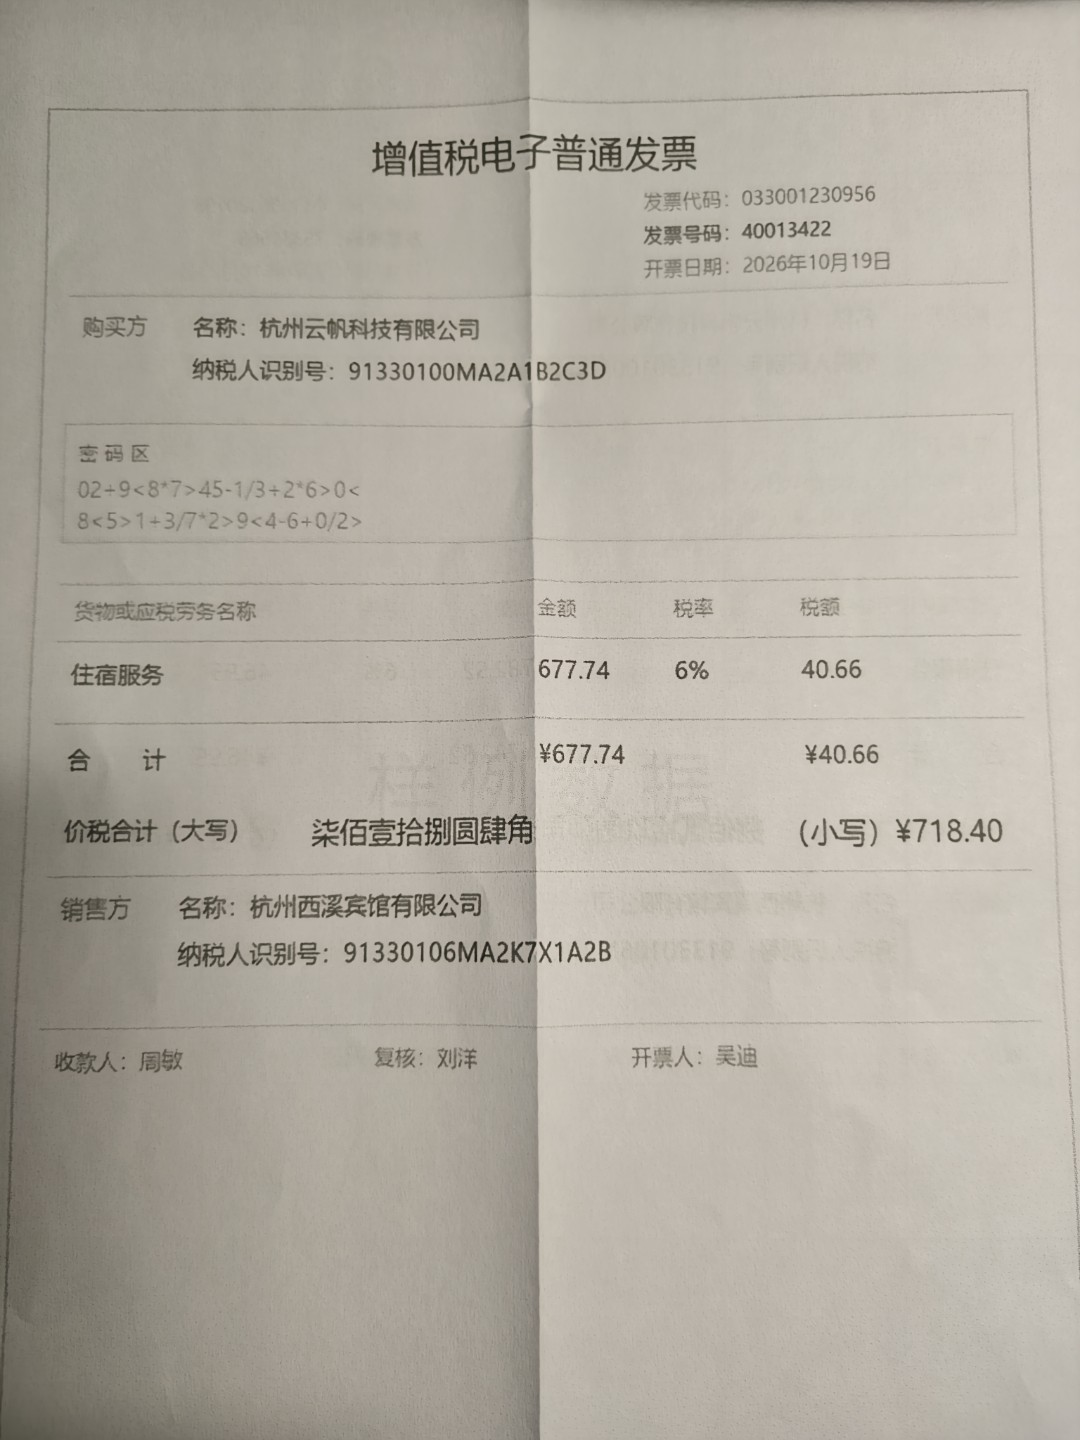 增值税电子普通发票
发票代码：033001230956
发票号码：40013422
开票日期：2026年10月19日
购买方 名称：杭州云帆科技有限公司
纳税人识别号：91330100MA2A1B2C3D
密码区
02+9<8*7>45-1/3+2*6>0<
8<5>1+3/7*2>9<4-6+0/2>
货物或应税劳务名称 金额 税率 税额
住宿服务 677.74 6% 40.66
合 计 ¥677.74 ¥40.66
样例数据
价税合计（大写） 柒佰壹拾捌圆肆角 （小写）¥718.40
销售方 名称：杭州西溪宾馆有限公司
纳税人识别号：91330106MA2K7X1A2B
收款人：周敏 复核：刘洋 开票人：吴迪